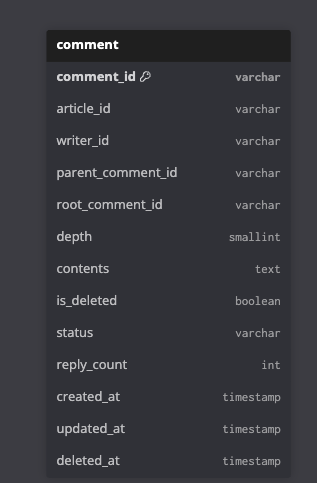 comment
comment_id varchar
article_id varchar
writer_id varchar
parent_comment_id varchar
root_comment_id varchar
depth smallint
contents text
is_deleted boolean
status varchar
reply_count int
created_at timestamp
updated_at timestamp
deleted_at timestamp